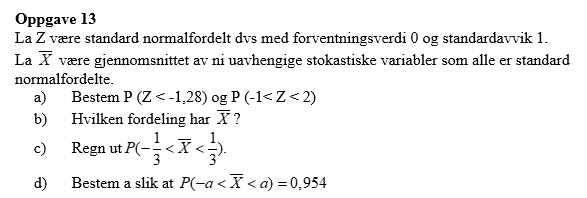 Oppgave 13
La Z være standard normalfordelt dvs med forventningsverdi 0 og standardavvik 1.
La X̅ være gjennomsnittet av ni uavhengige stokastiske variabler som alle er standard
normalfordelte.
a) Bestem P (Z < -1,28) og P (-1< Z < 2)
b) Hvilken fordeling har X̅ ?
c) Regn ut P(-1/3 < X̅ < 1/3).
d) Bestem a slik at P(-a < X̅ < a) = 0,954